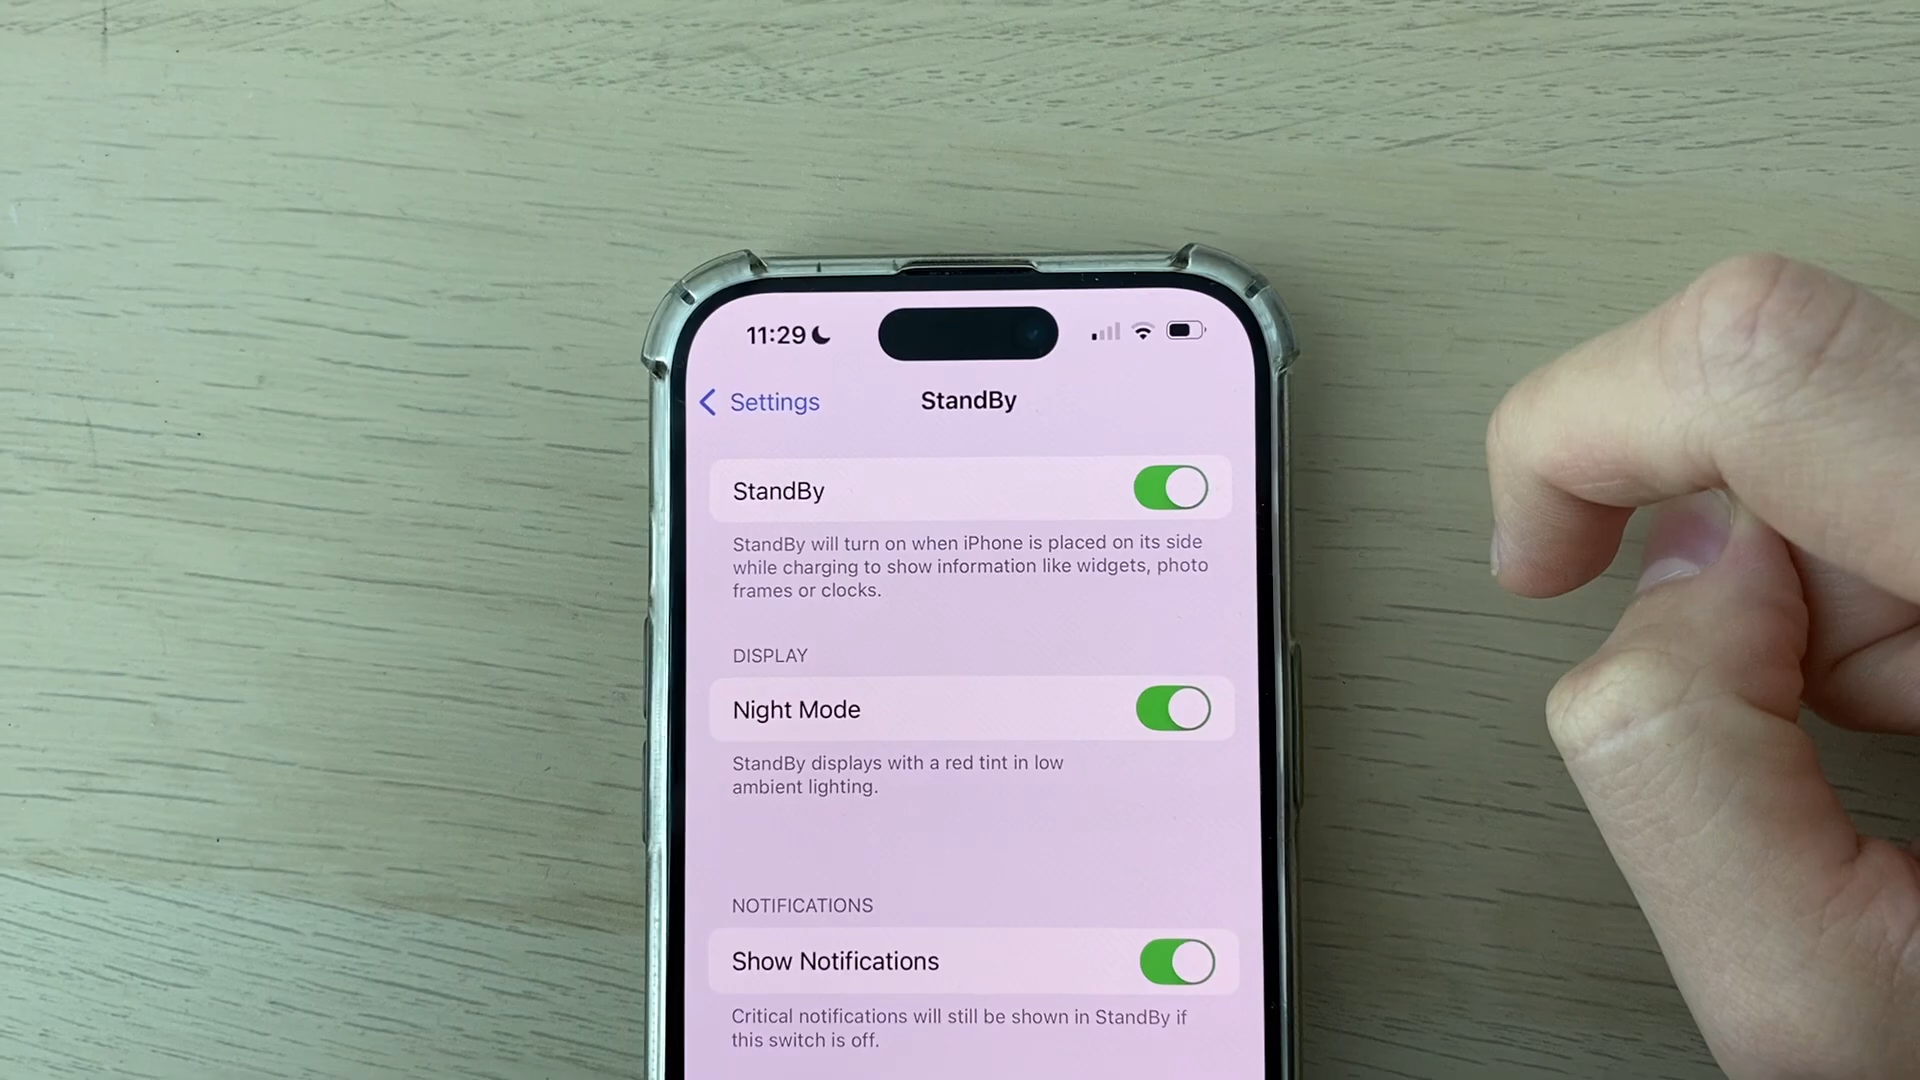 11:29
Settings
StandBy
StandBy
StandBy will turn on when iPhone is placed on its side
while charging to show information like widgets, photo
frames or clocks.
DISPLAY
Night Mode
StandBy displays with a red tint in low
ambient lighting.
NOTIFICATIONS
Show Notifications
Critical notifications will still be shown in StandBy if
this switch is off.